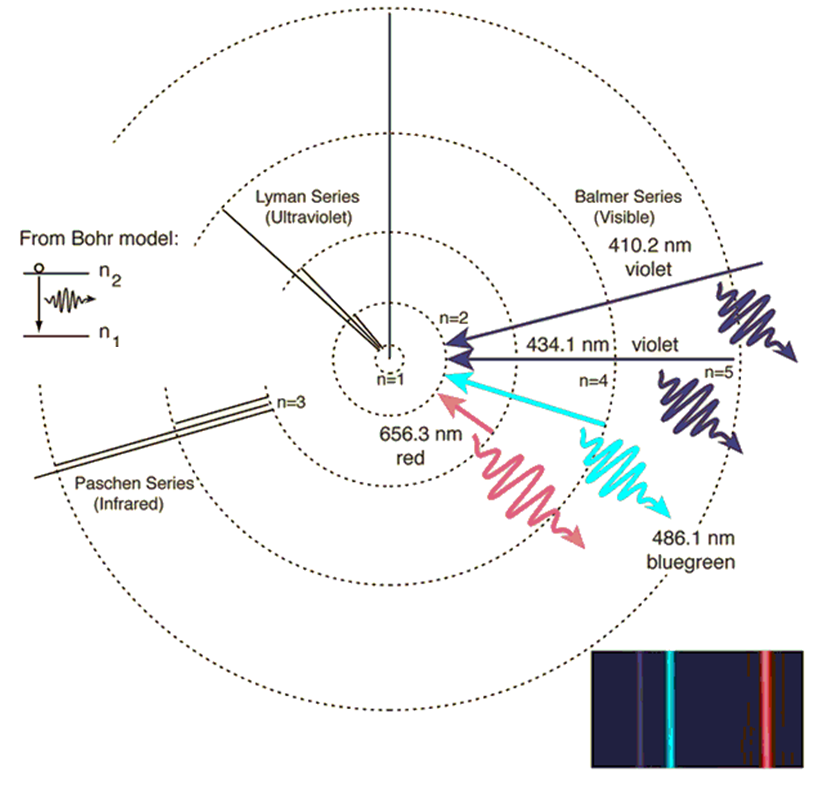 Lyman Series
(Ultraviolet)
Balmer Series
(Visible)
410.2 nm
violet
From Bohr model:
n2
n1
n=2
434.1 nm violet
n=1
n=4
n=5
n=3
656.3 nm
red
Paschen Series
(Infrared)
486.1 nm
bluegreen